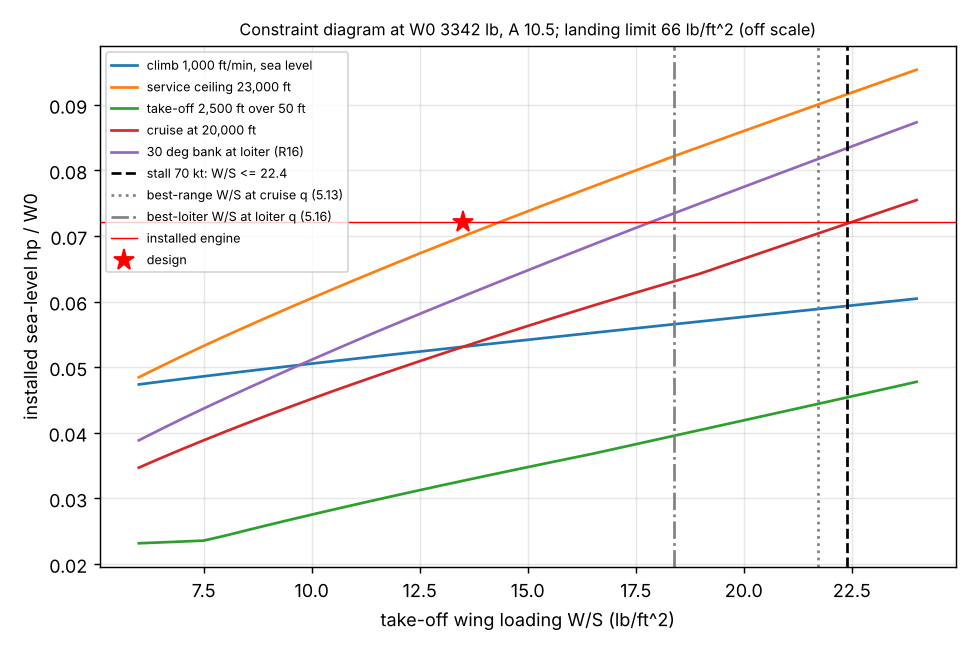 Constraint diagram at W0 3342 lb, A 10.5; landing limit 66 lb/ft^2 (off scale)
climb 1,000 ft/min, sea level
service ceiling 23,000 ft
take-off 2,500 ft over 50 ft
cruise at 20,000 ft
30 deg bank at loiter (R16)
stall 70 kt: W/S <= 22.4
best-range W/S at cruise q (5.13)
best-loiter W/S at loiter q (5.16)
installed engine
design
installed sea-level hp / W0
0.09
0.08
0.07
0.06
0.05
0.04
0.03
0.02
7.5 10.0 12.5 15.0 17.5 20.0 22.5
take-off wing loading W/S (lb/ft^2)